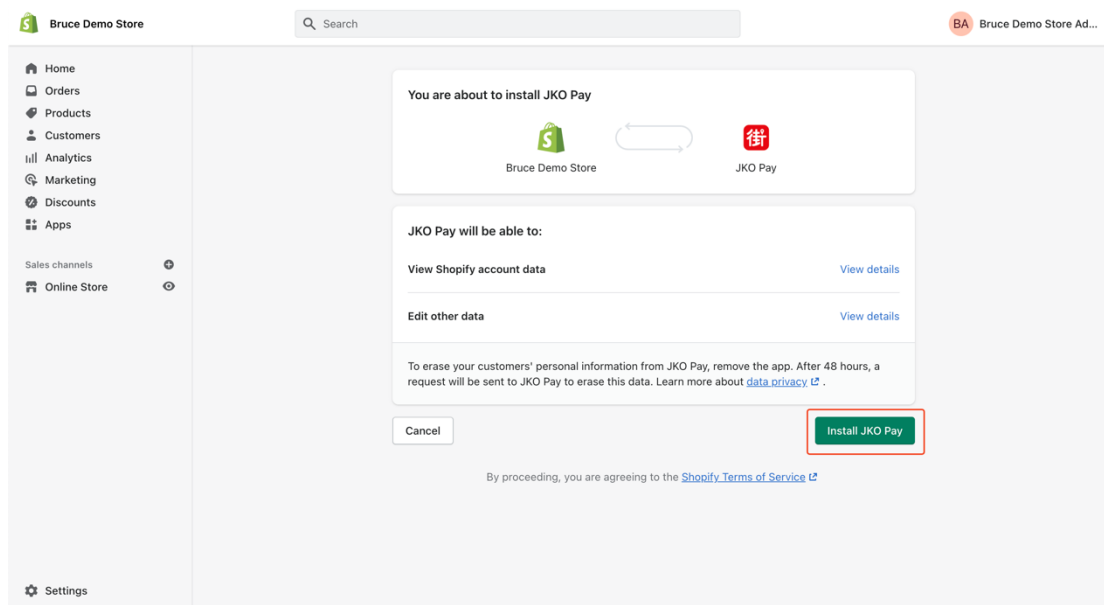 Bruce Demo Store
Search
BA Bruce Demo Store Ad...
Home
Orders
Products
Customers
Analytics
Marketing
Discounts
Apps
Sales channels
Online Store
Settings
You are about to install JKO Pay
街
Bruce Demo Store
JKO Pay
JKO Pay will be able to:
View Shopify account data
View details
Edit other data
View details
To erase your customers' personal information from JKO Pay, remove the app. After 48 hours, a
request will be sent to JKO Pay to erase this data. Learn more about data privacy .
Cancel
Install JKO Pay
By proceeding, you are agreeing to the Shopify Terms of Service